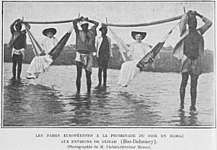 LES DAMES EUROPÉENNES A LA PROMENADE DU SOIR EN HAMAC
AUX ENVIRONS DE OUIDAH (Bas-Dahomey).
(Photographie de M. l'Administrateur